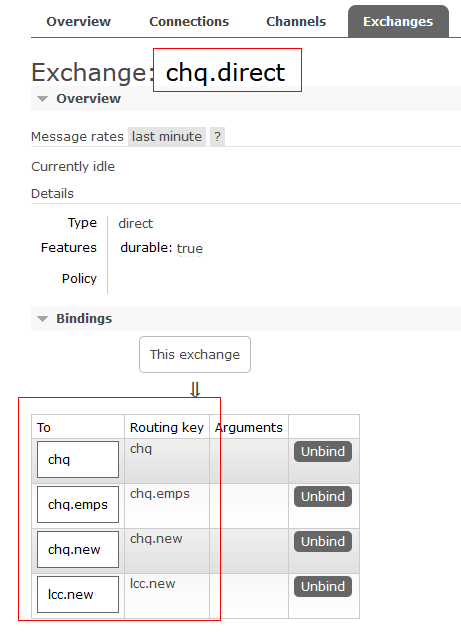 Overview Connections Channels Exchanges
Exchange: chq.direct
Overview
Message rates last minute ?
Currently idle
Details
Type direct
Features durable: true
Policy
Bindings
This exchange
⇓
To Routing key Arguments
chq chq Unbind
chq.emps chq.emps Unbind
chq.new chq.new Unbind
lcc.new lcc.new Unbind